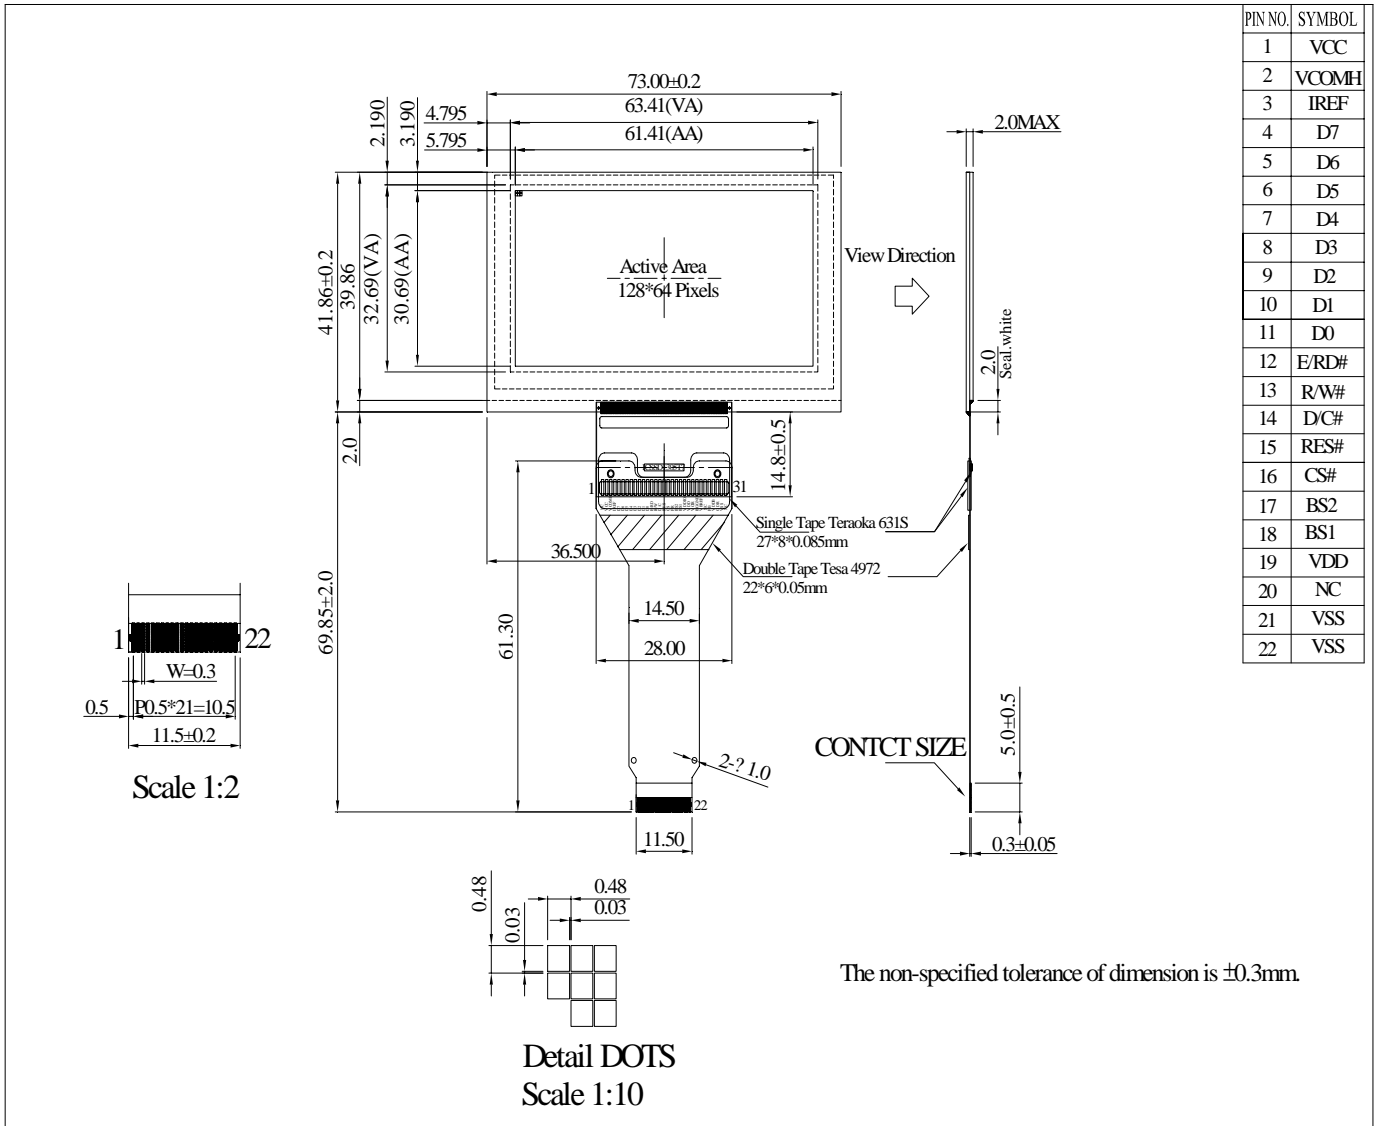 PIN NO. SYMBOL
1 VCC
2 VCOMH
3 IREF
4 D7
5 D6
6 D5
7 D4
8 D3
9 D2
10 D1
11 D0
12 E/RD#
13 R/W#
14 D/C#
15 RES#
16 CS#
17 BS2
18 BS1
19 VDD
20 NC
21 VSS
22 VSS
73.00±0.2
63.41(VA)
61.41(AA)
4.795
5.795
2.190
3.190
41.86±0.2
39.86
32.69(VA)
30.69(AA)
Active Area
128*64 Pixels
View Direction
2.0MAX
2.0
Seal.white
2.0
14.8±0.5
1
31
Single Tape Teraoka 631S
27*8*0.085mm
Double Tape Tesa 4972
22*6*0.05mm
36.500
69.85±2.0
61.30
14.50
28.00
2-? 1.0
1
22
11.50
CONTCT SIZE
5.0±0.5
0.3±0.05
1
22
W=0.3
0.5
P0.5*21=10.5
11.5±0.2
Scale 1:2
0.48
0.03
0.48
0.03
Detail DOTS
Scale 1:10
The non-specified tolerance of dimension is ±0.3mm.